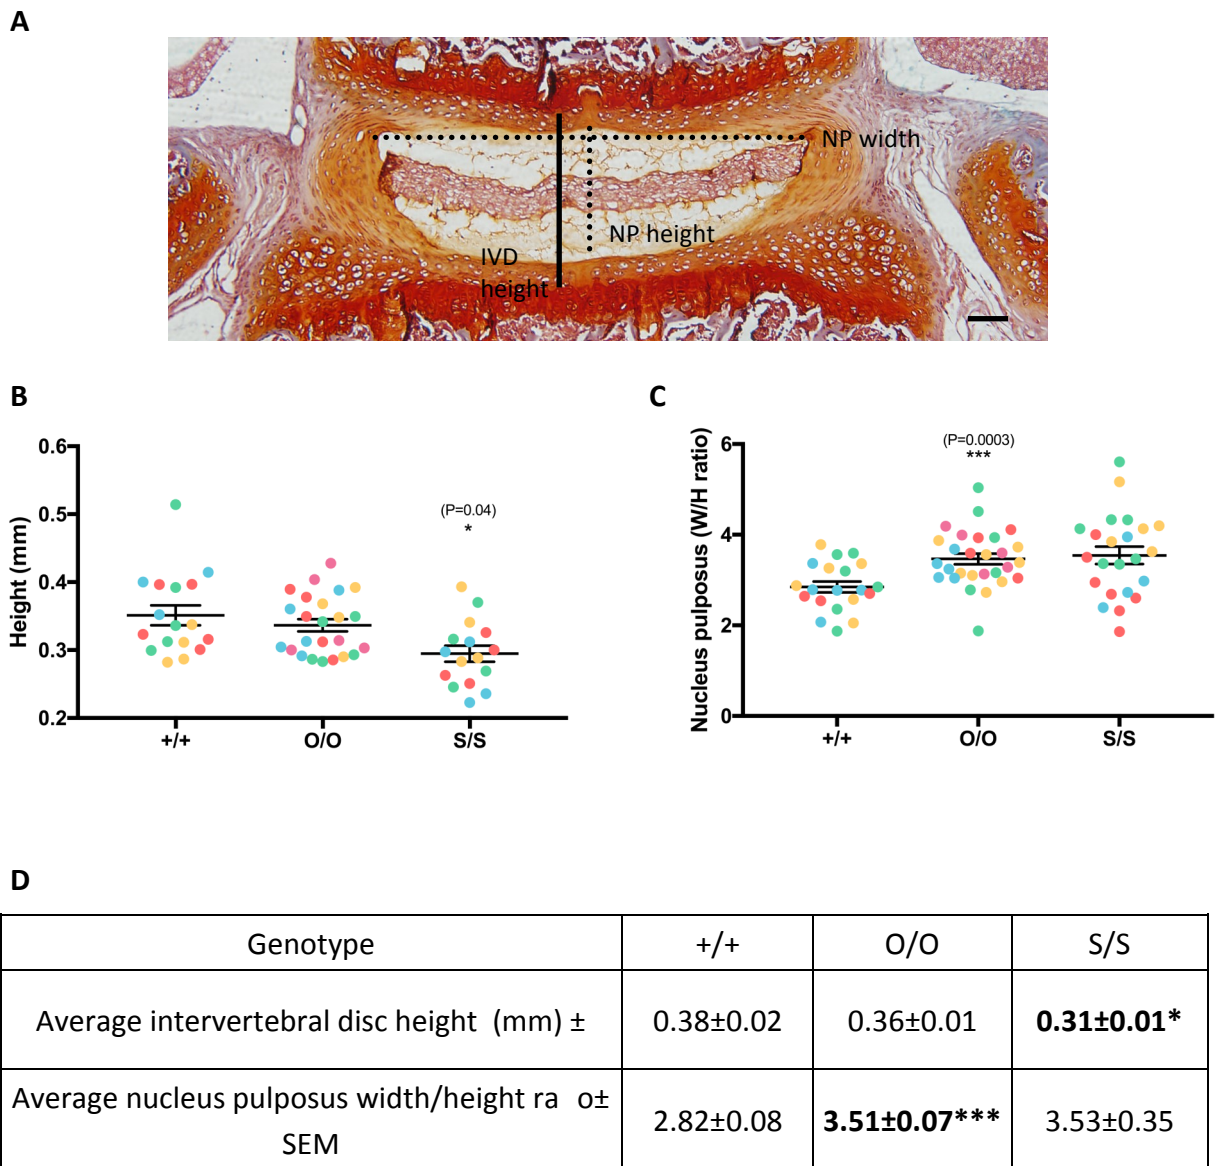 A
NP width
NP height
IVD
height
B
Height (mm)
0.6
0.5
0.4
0.3
0.2
(P=0.04)
*
+/+
O/O
S/S
C
Nucleus pulposus (W/H ratio)
6
4
2
0
(P=0.0003)
***
+/+
O/O
S/S
D
Genotype +/+ O/O S/S
Average intervertebral disc height (mm) ± 0.38±0.02 0.36±0.01 0.31±0.01*
Average nucleus pulposus width/height ra o±
SEM
2.82±0.08 3.51±0.07*** 3.53±0.35